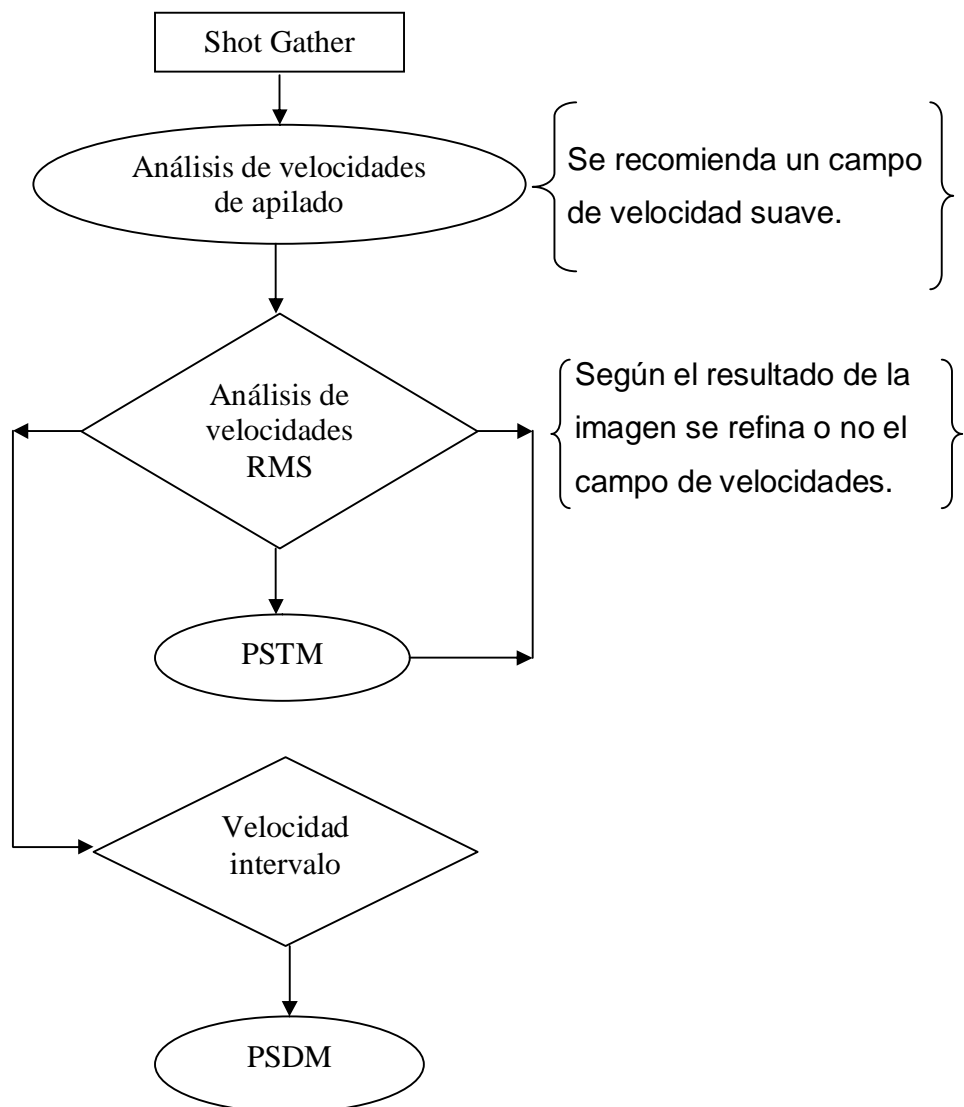 Shot Gather
Análisis de velocidades
de apilado
Se recomienda un campo
de velocidad suave.
Análisis de
velocidades
RMS
Según el resultado de la
imagen se refina o no el
campo de velocidades.
PSTM
Velocidad
intervalo
PSDM